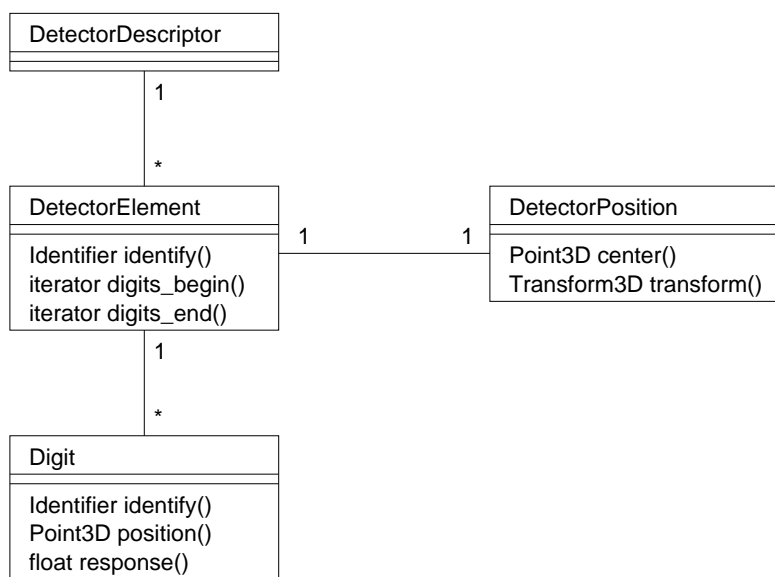 DetectorDescriptor
1
*
DetectorElement
Identifier identify()
iterator digits_begin()
iterator digits_end()
1
1
DetectorPosition
Point3D center()
Transform3D transform()
1
*
Digit
Identifier identify()
Point3D position()
float response()